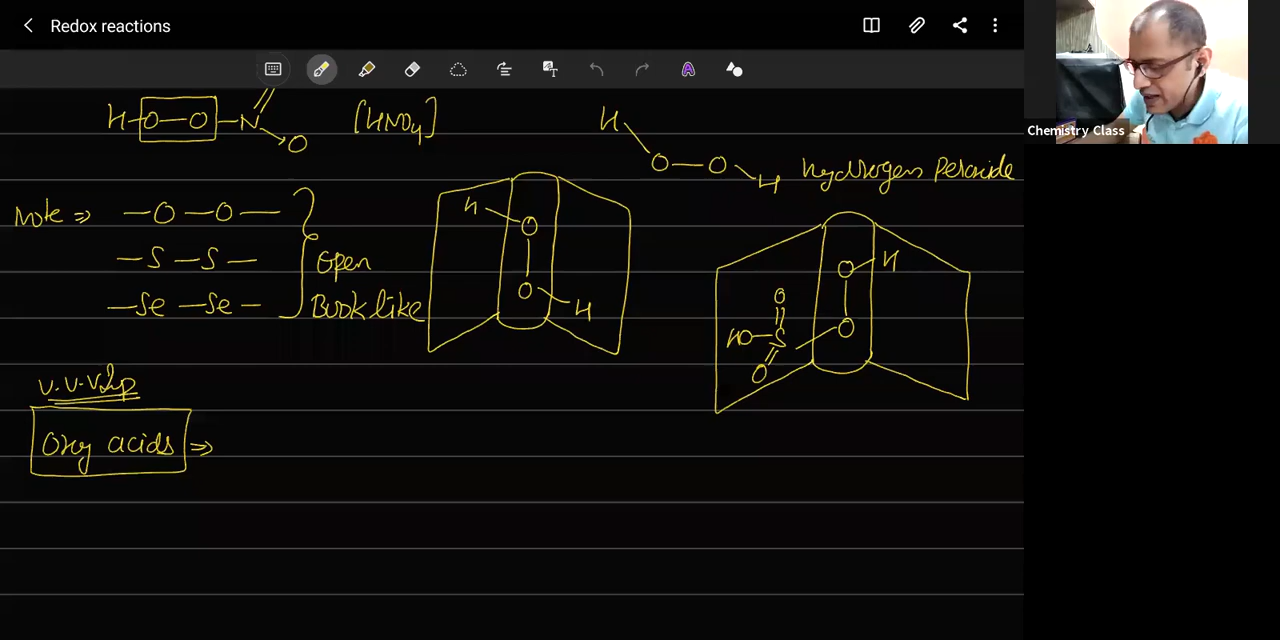 Redox reactions
Chemistry Class
H-O-O-N
O
[HNO4]
H
O-O
H
hydrogen Peroxide
Note ⇒ -O-O-
-S-S-
-Se-Se-
Open
Book like
H
O
O
H
O
H
O
HO-S
O
O
V.V.V Imp
Oxy acids ⇒